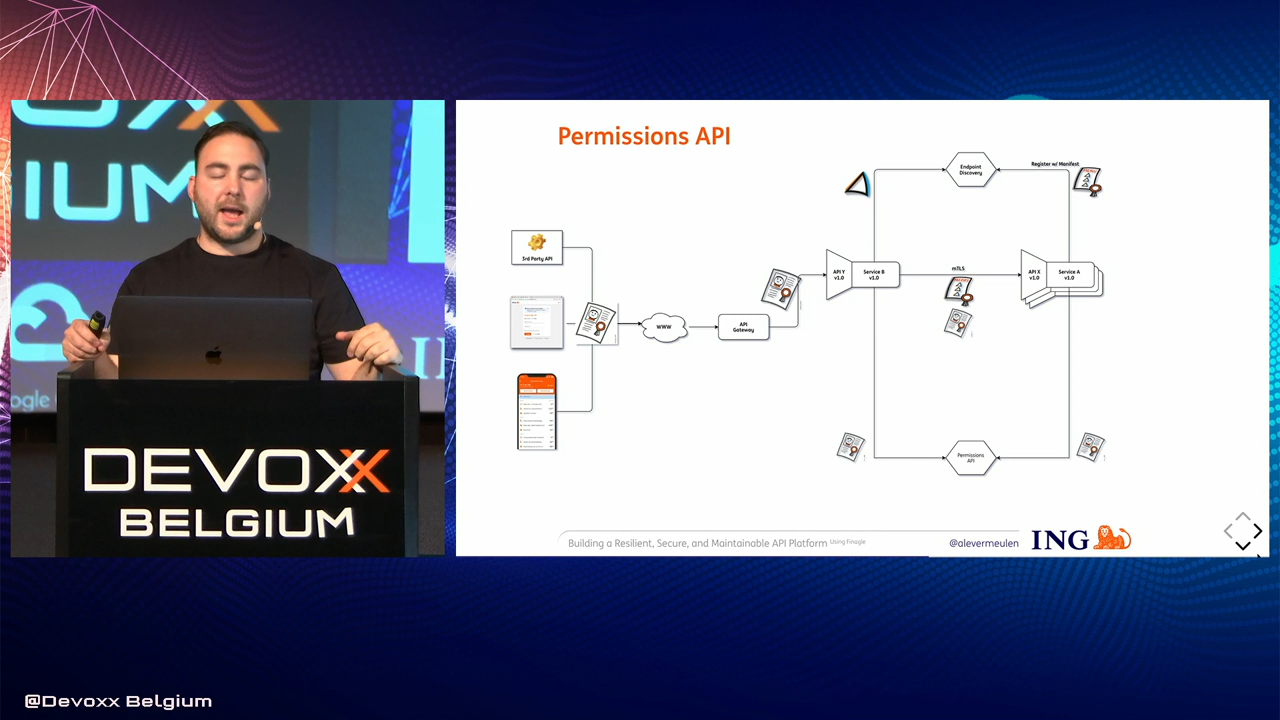 IUM
ogle
DEVOXX
BELGIUM
Permissions API
3rd Party API
WWW
API
Gateway
API Y
v1.0
Service B
v1.0
Endpoint
Discovery
Register w/ Manifest
mTLS
API X
v1.0
Service A
v1.0
Permissions
API
Building a Resilient, Secure, and Maintainable API Platform Using Finagle
@alevermeulen
ING
@Devoxx Belgium